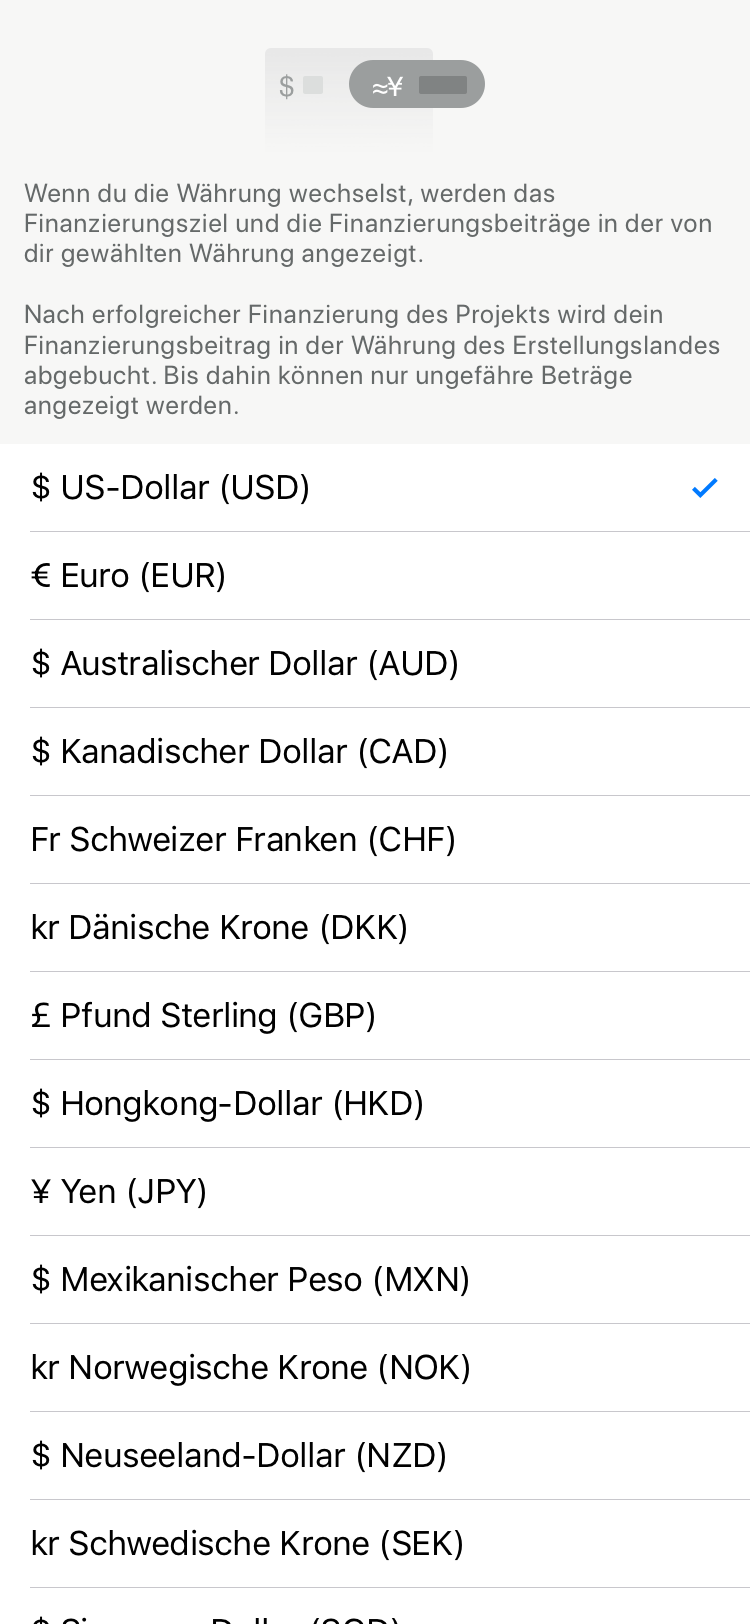 $
≈¥
Wenn du die Währung wechselst, werden das
Finanzierungsziel und die Finanzierungsbeiträge in der von
dir gewählten Währung angezeigt.
Nach erfolgreicher Finanzierung des Projekts wird dein
Finanzierungsbeitrag in der Währung des Erstellungslandes
abgebucht. Bis dahin können nur ungefähre Beträge
angezeigt werden.
$ US-Dollar (USD)
€ Euro (EUR)
$ Australischer Dollar (AUD)
$ Kanadischer Dollar (CAD)
Fr Schweizer Franken (CHF)
kr Dänische Krone (DKK)
£ Pfund Sterling (GBP)
$ Hongkong-Dollar (HKD)
¥ Yen (JPY)
$ Mexikanischer Peso (MXN)
kr Norwegische Krone (NOK)
$ Neuseeland-Dollar (NZD)
kr Schwedische Krone (SEK)